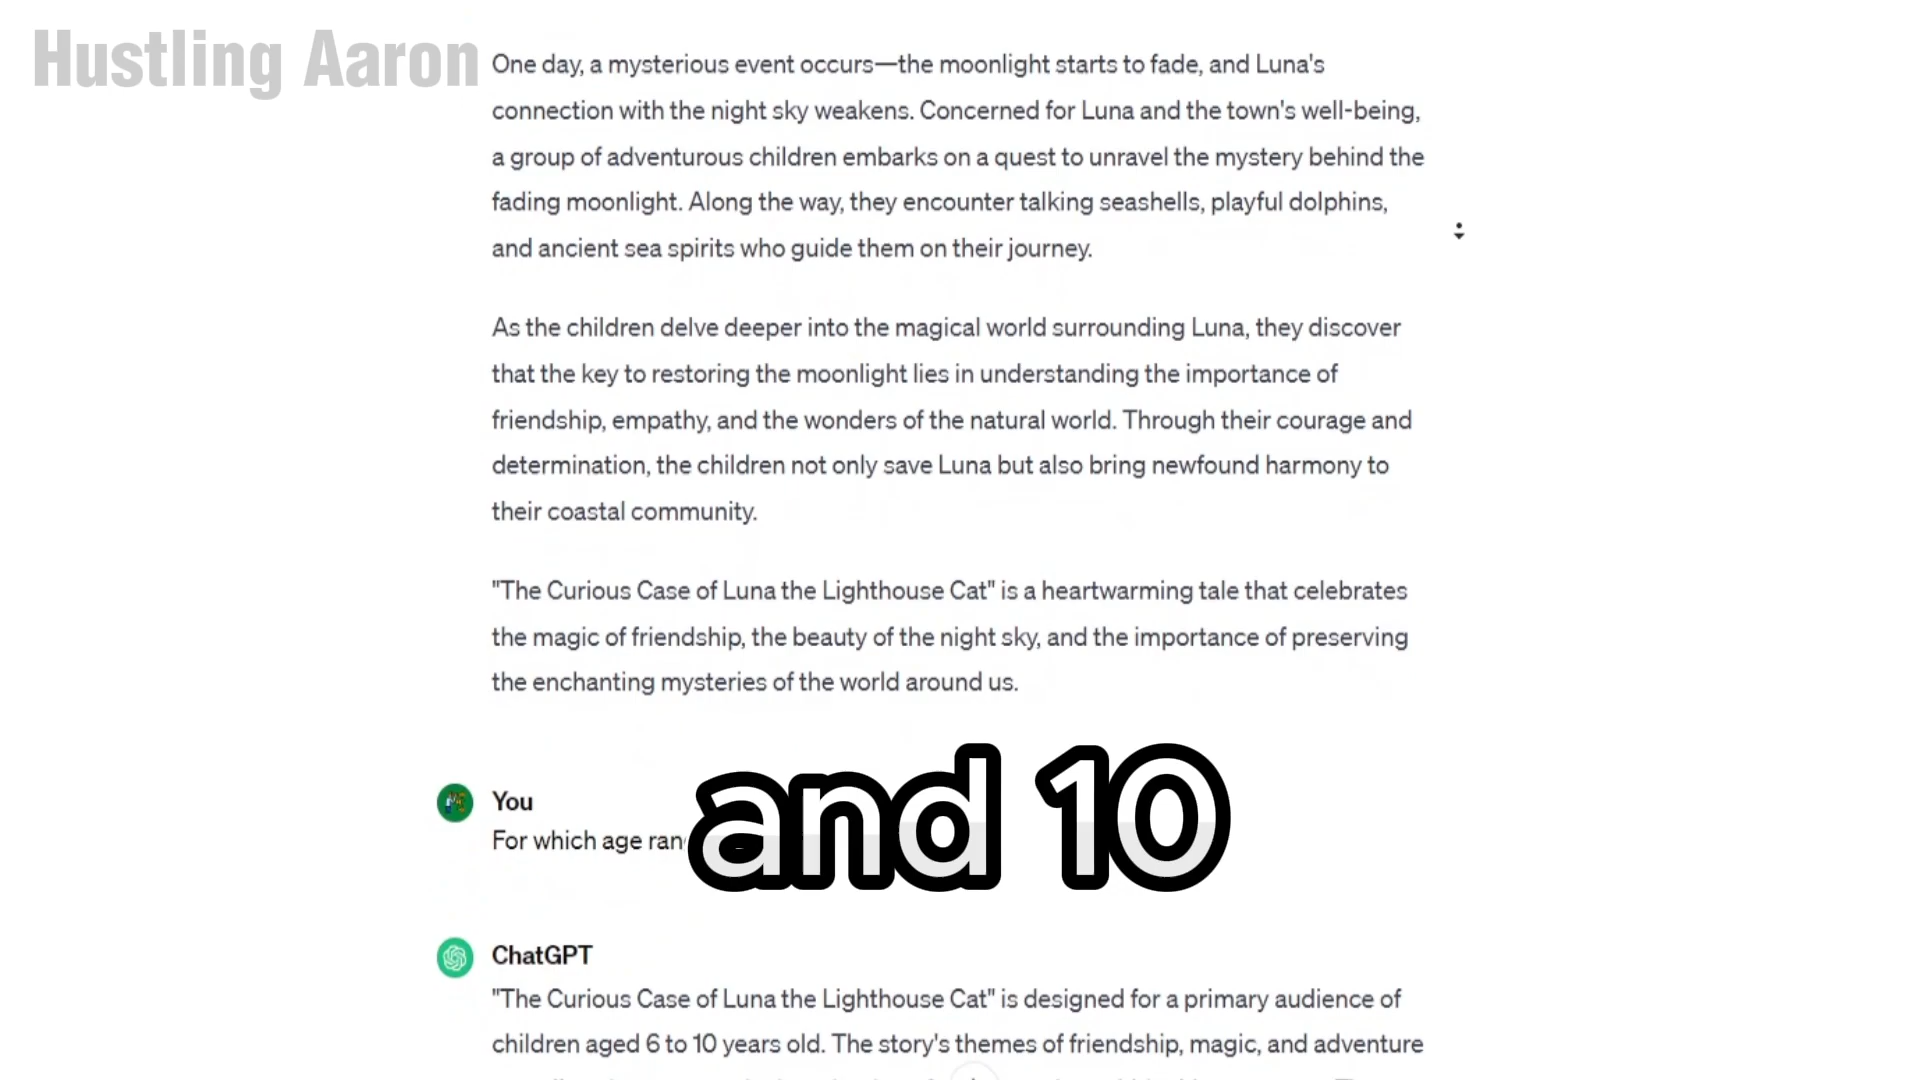 Hustling Aaron
One day, a mysterious event occurs—the moonlight starts to fade, and Luna's
connection with the night sky weakens. Concerned for Luna and the town's well-being,
a group of adventurous children embarks on a quest to unravel the mystery behind the
fading moonlight. Along the way, they encounter talking seashells, playful dolphins,
and ancient sea spirits who guide them on their journey.
As the children delve deeper into the magical world surrounding Luna, they discover
that the key to restoring the moonlight lies in understanding the importance of
friendship, empathy, and the wonders of the natural world. Through their courage and
determination, the children not only save Luna but also bring newfound harmony to
their coastal community.
"The Curious Case of Luna the Lighthouse Cat" is a heartwarming tale that celebrates
the magic of friendship, the beauty of the night sky, and the importance of preserving
the enchanting mysteries of the world around us.
You
For which age
and 10
ChatGPT
"The Curious Case of Luna the Lighthouse Cat" is designed for a primary audience of
children aged 6 to 10 years old. The story's themes of friendship, magic, and adventure